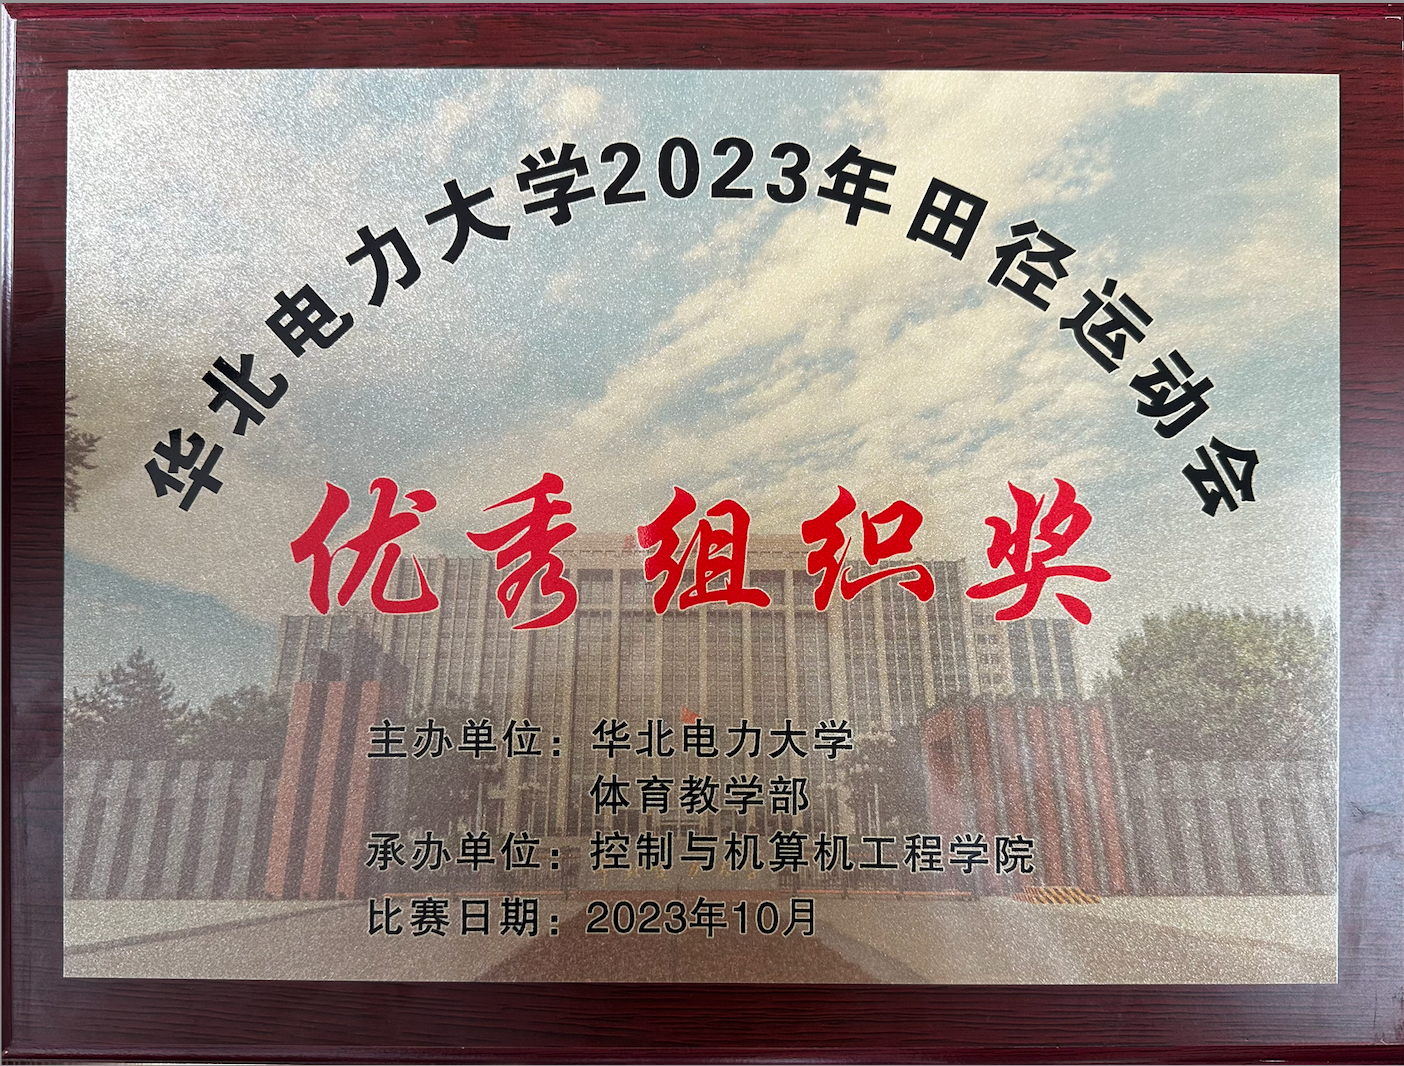 华北电力大学2023年田径运动会
优秀组织奖
主办单位：华北电力大学
体育教学部
承办单位：控制与机算机工程学院
比赛日期：2023年10月